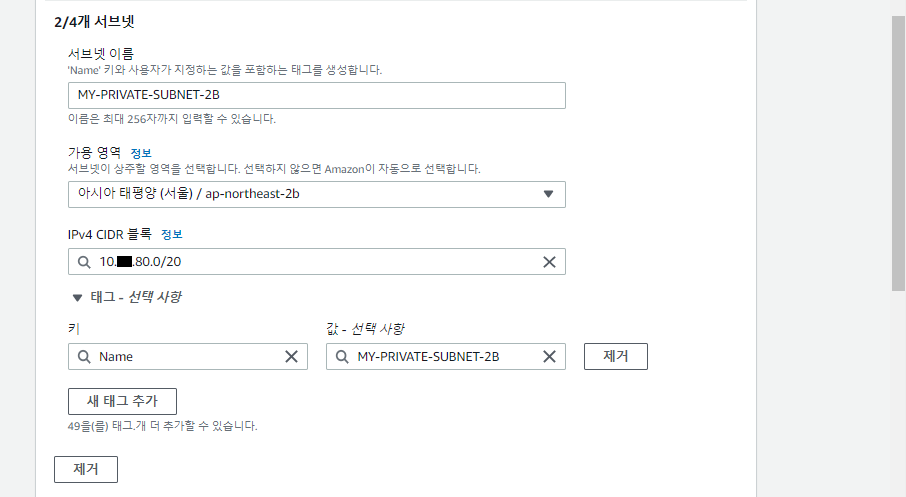 2/4개 서브넷
서브넷 이름
'Name' 키와 사용자가 지정하는 값을 포함하는 태그를 생성합니다.
MY-PRIVATE-SUBNET-2B
이름은 최대 256자까지 입력할 수 있습니다.
가용 영역 정보
서브넷이 상주할 영역을 선택합니다. 선택하지 않으면 Amazon이 자동으로 선택합니다.
아시아 태평양 (서울) / ap-northeast-2b
IPv4 CIDR 블록 정보
10. .80.0/20
태그 - 선택 사항
키 값 - 선택 사항
Name MY-PRIVATE-SUBNET-2B 제거
새 태그 추가
49을(를) 태그.개 더 추가할 수 있습니다.
제거